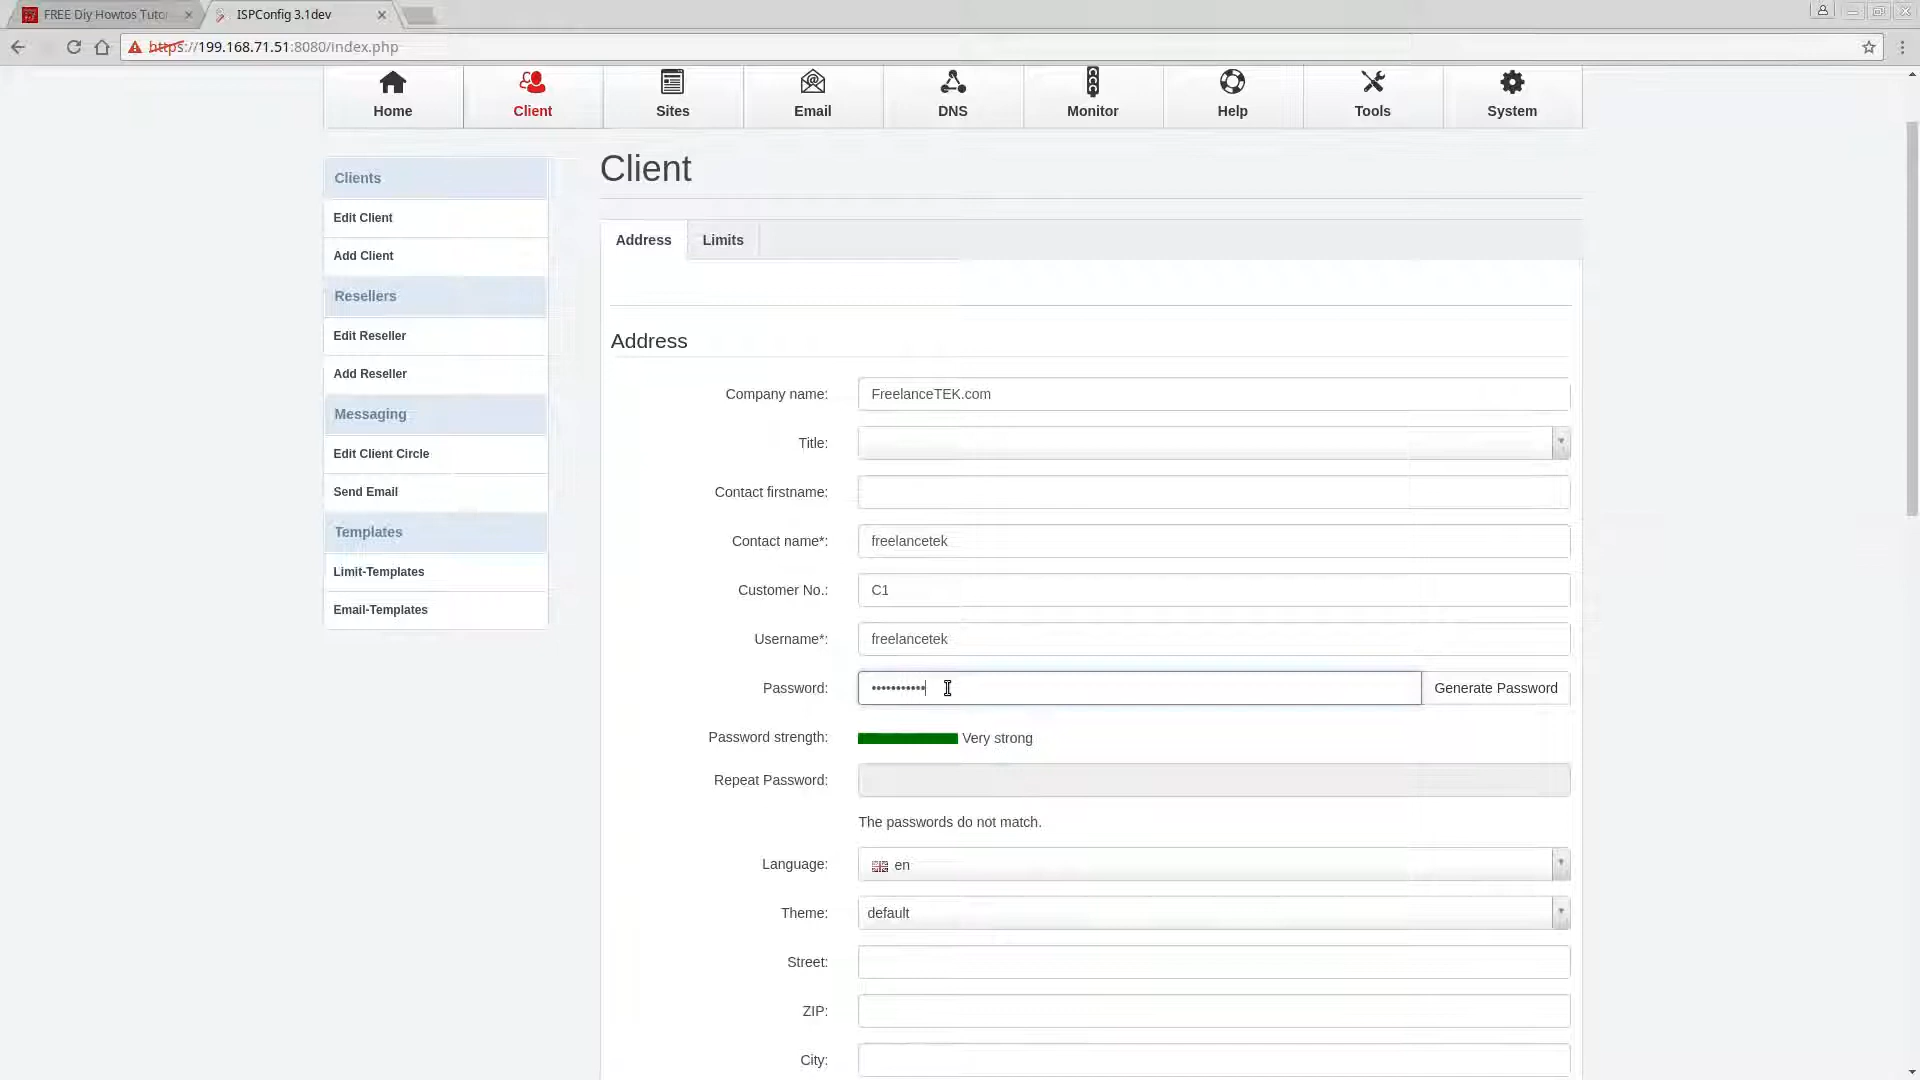 FREE Diy Howtos Tutor
ISPConfig 3.1dev
https://199.168.71.51:8080/index.php
Home
Client
Sites
Email
DNS
Monitor
Help
Tools
System
Clients
Edit Client
Add Client
Resellers
Edit Reseller
Add Reseller
Messaging
Edit Client Circle
Send Email
Templates
Limit-Templates
Email-Templates
Client
Address
Limits
Address
Company name: FreelanceTEK.com
Title:
Contact firstname:
Contact name*: freelancetek
Customer No.: C1
Username*: freelancetek
Password: ••••••••••• Generate Password
Password strength: Very strong
Repeat Password:
The passwords do not match.
Language: en
Theme: default
Street:
ZIP:
City: